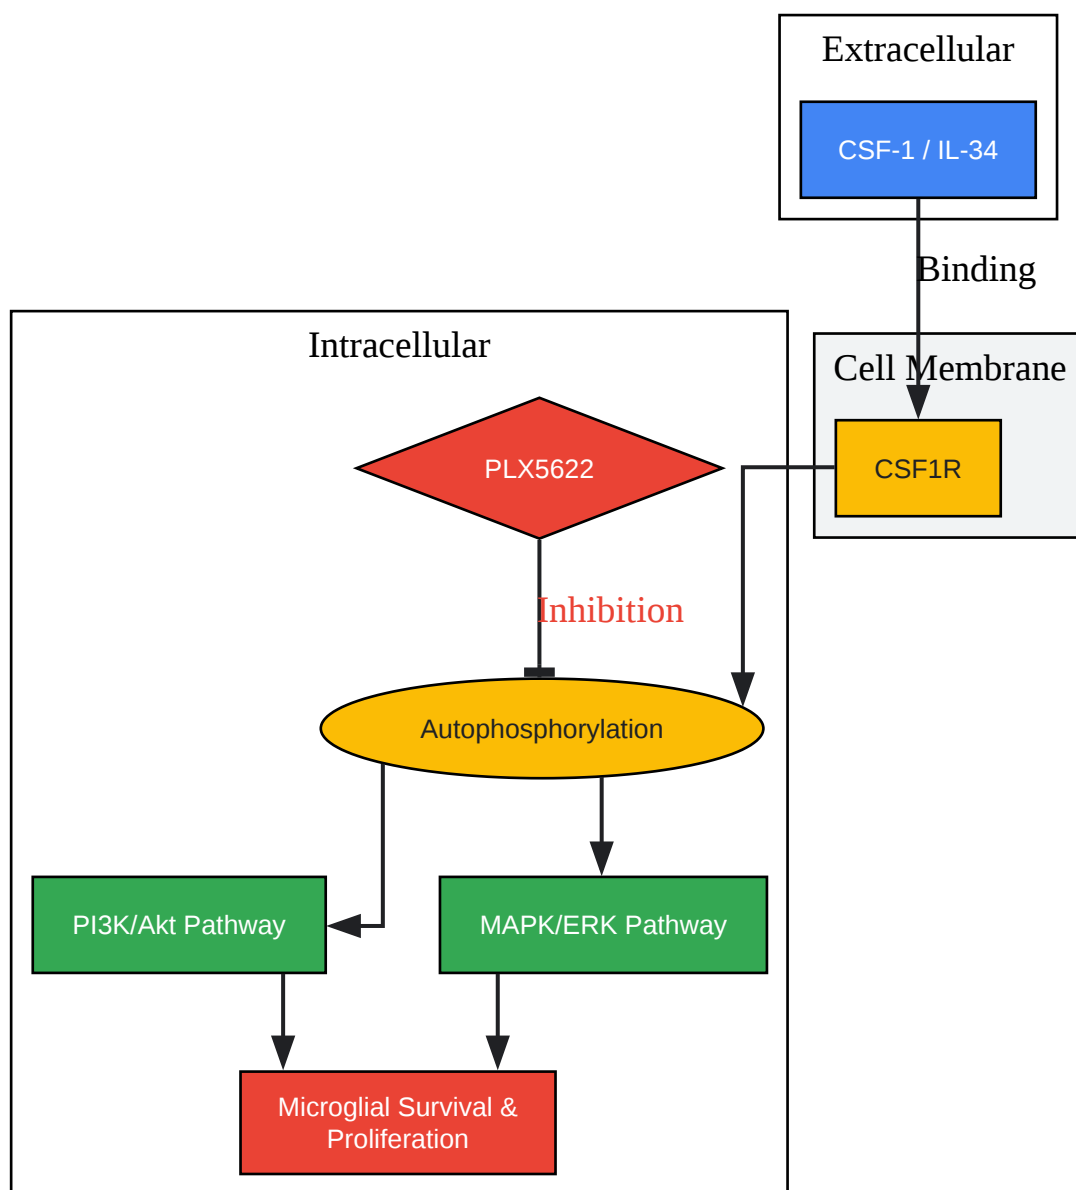 Extracellular
CSF-1 / IL-34
Binding
Intracellular
Cell Membrane
PLX5622
CSF1R
Inhibition
Autophosphorylation
PI3K/Akt Pathway
MAPK/ERK Pathway
Microglial Survival &
Proliferation